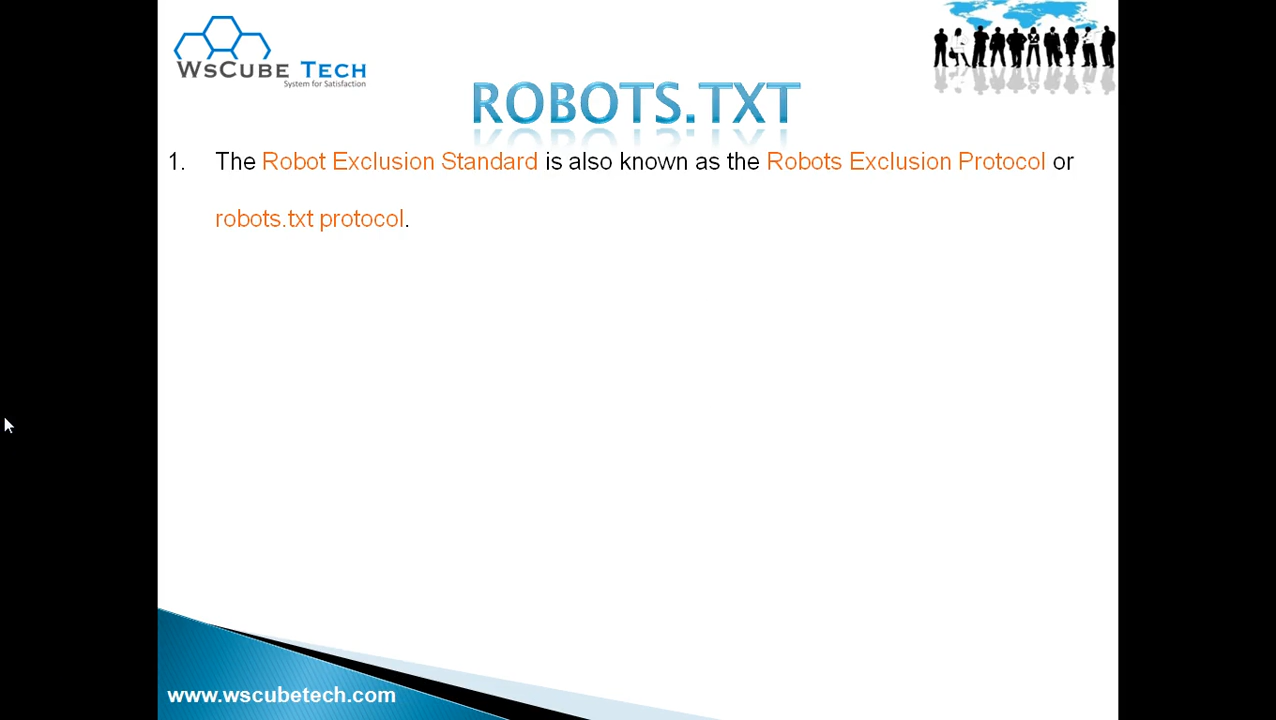 WsCube Tech
System for Satisfaction
ROBOTS.TXT
1. The Robot Exclusion Standard is also known as the Robots Exclusion Protocol or
robots.txt protocol.
www.wscubetech.com